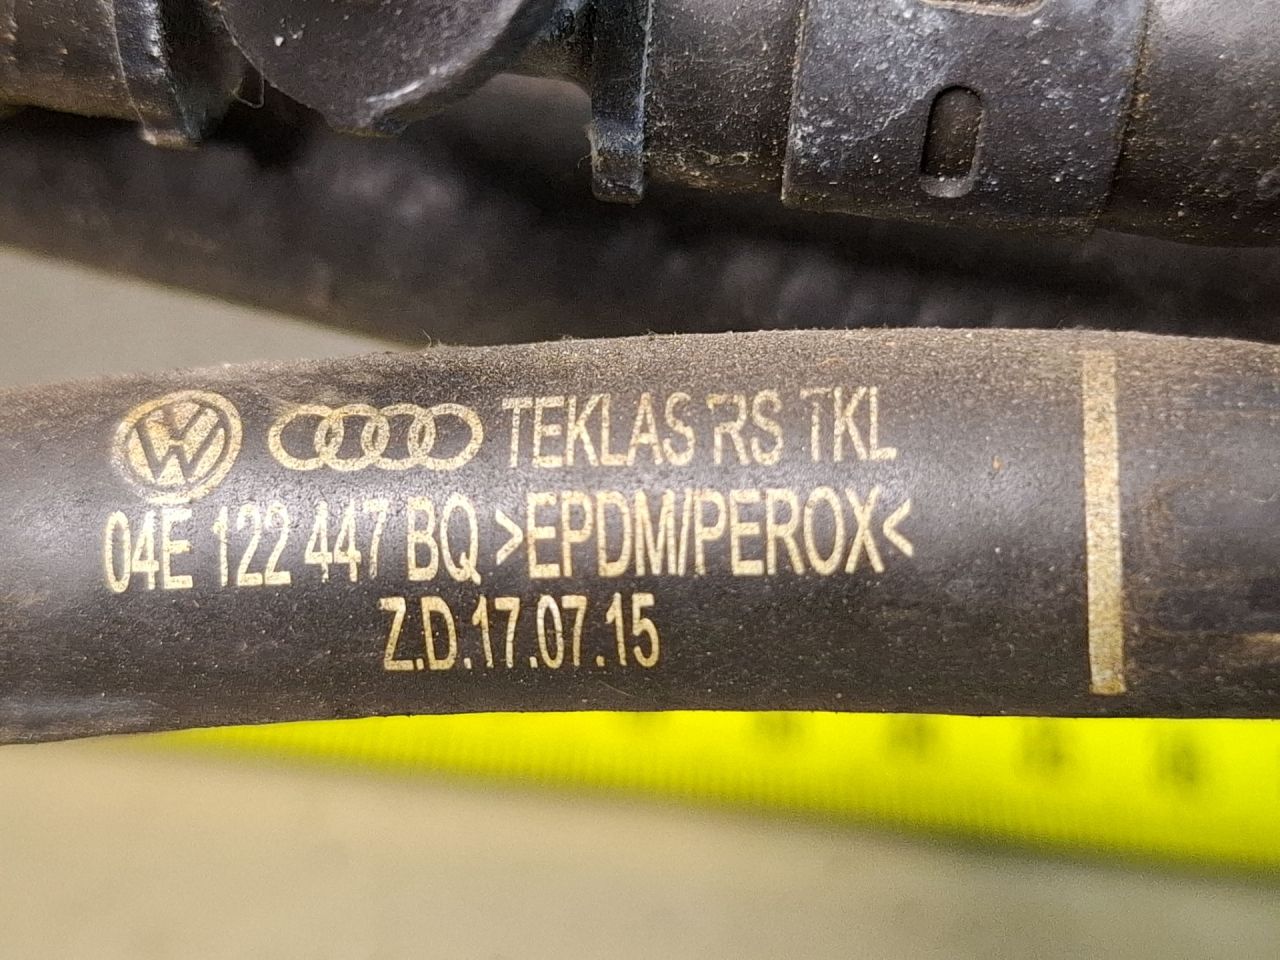 TEKLAS RS TKL
04E 122 447 BQ >EPDM/PEROX<
Z.D.17.07.15